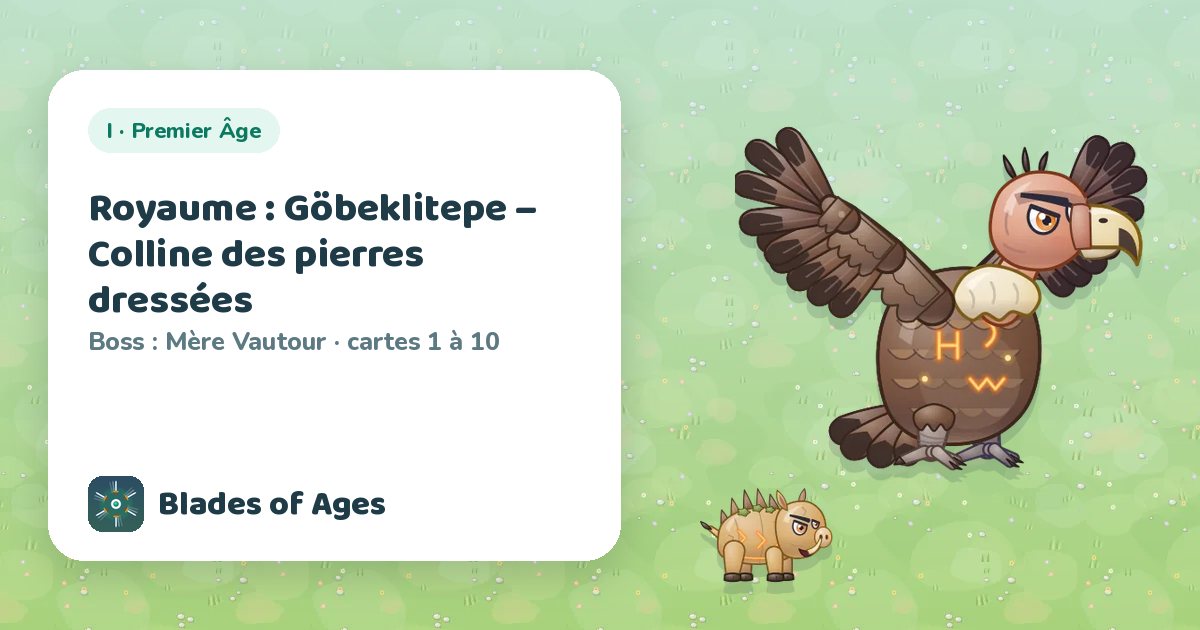 I · Premier Âge
Royaume : Göbeklitepe –
Colline des pierres
dressées
Boss : Mère Vautour · cartes 1 à 10
Blades of Ages